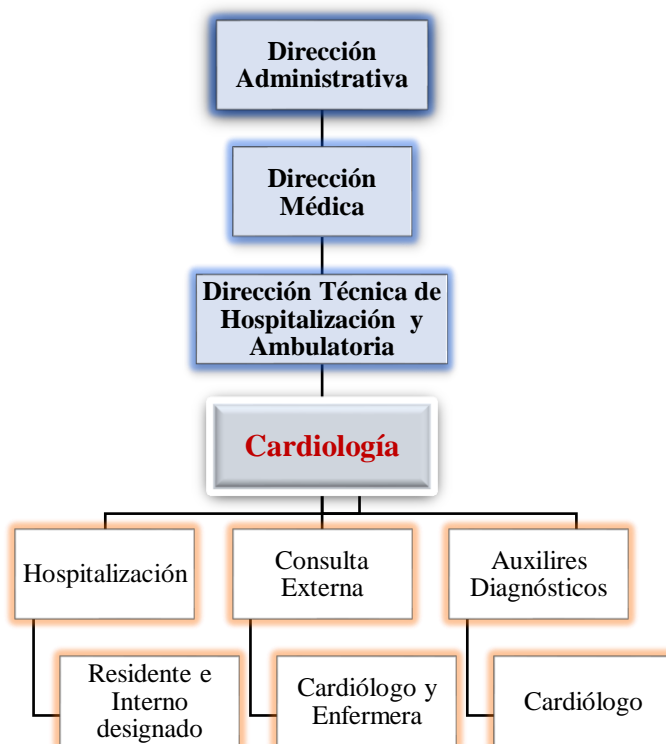 Dirección
Administrativa
Dirección
Médica
Dirección Técnica de
Hospitalización y
Ambulatoria
Cardiología
Hospitalización
Consulta
Externa
Auxilires
Diagnósticos
Residente e
Interno
designado
Cardiólogo y
Enfermera
Cardiólogo